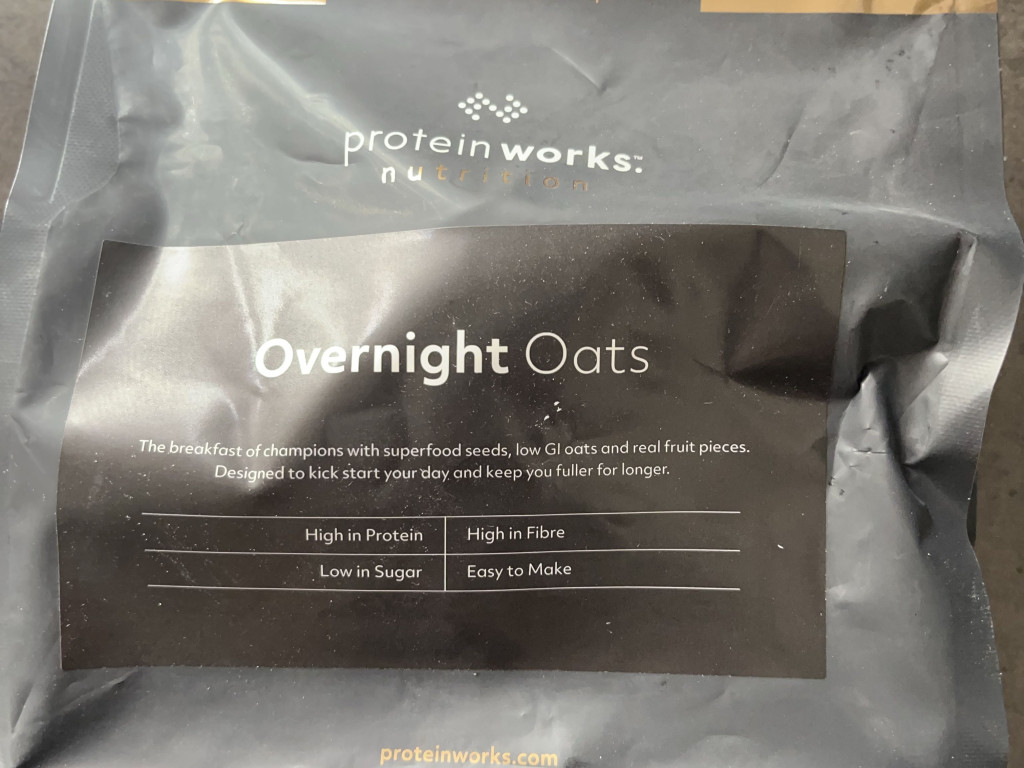 protein works™
nutrition
Overnight Oats
The breakfast of champions with superfood seeds, low GI oats and real fruit pieces.
Designed to kick start your day and keep you fuller for longer.
High in Protein High in Fibre
Low in Sugar Easy to Make
proteinworks.com